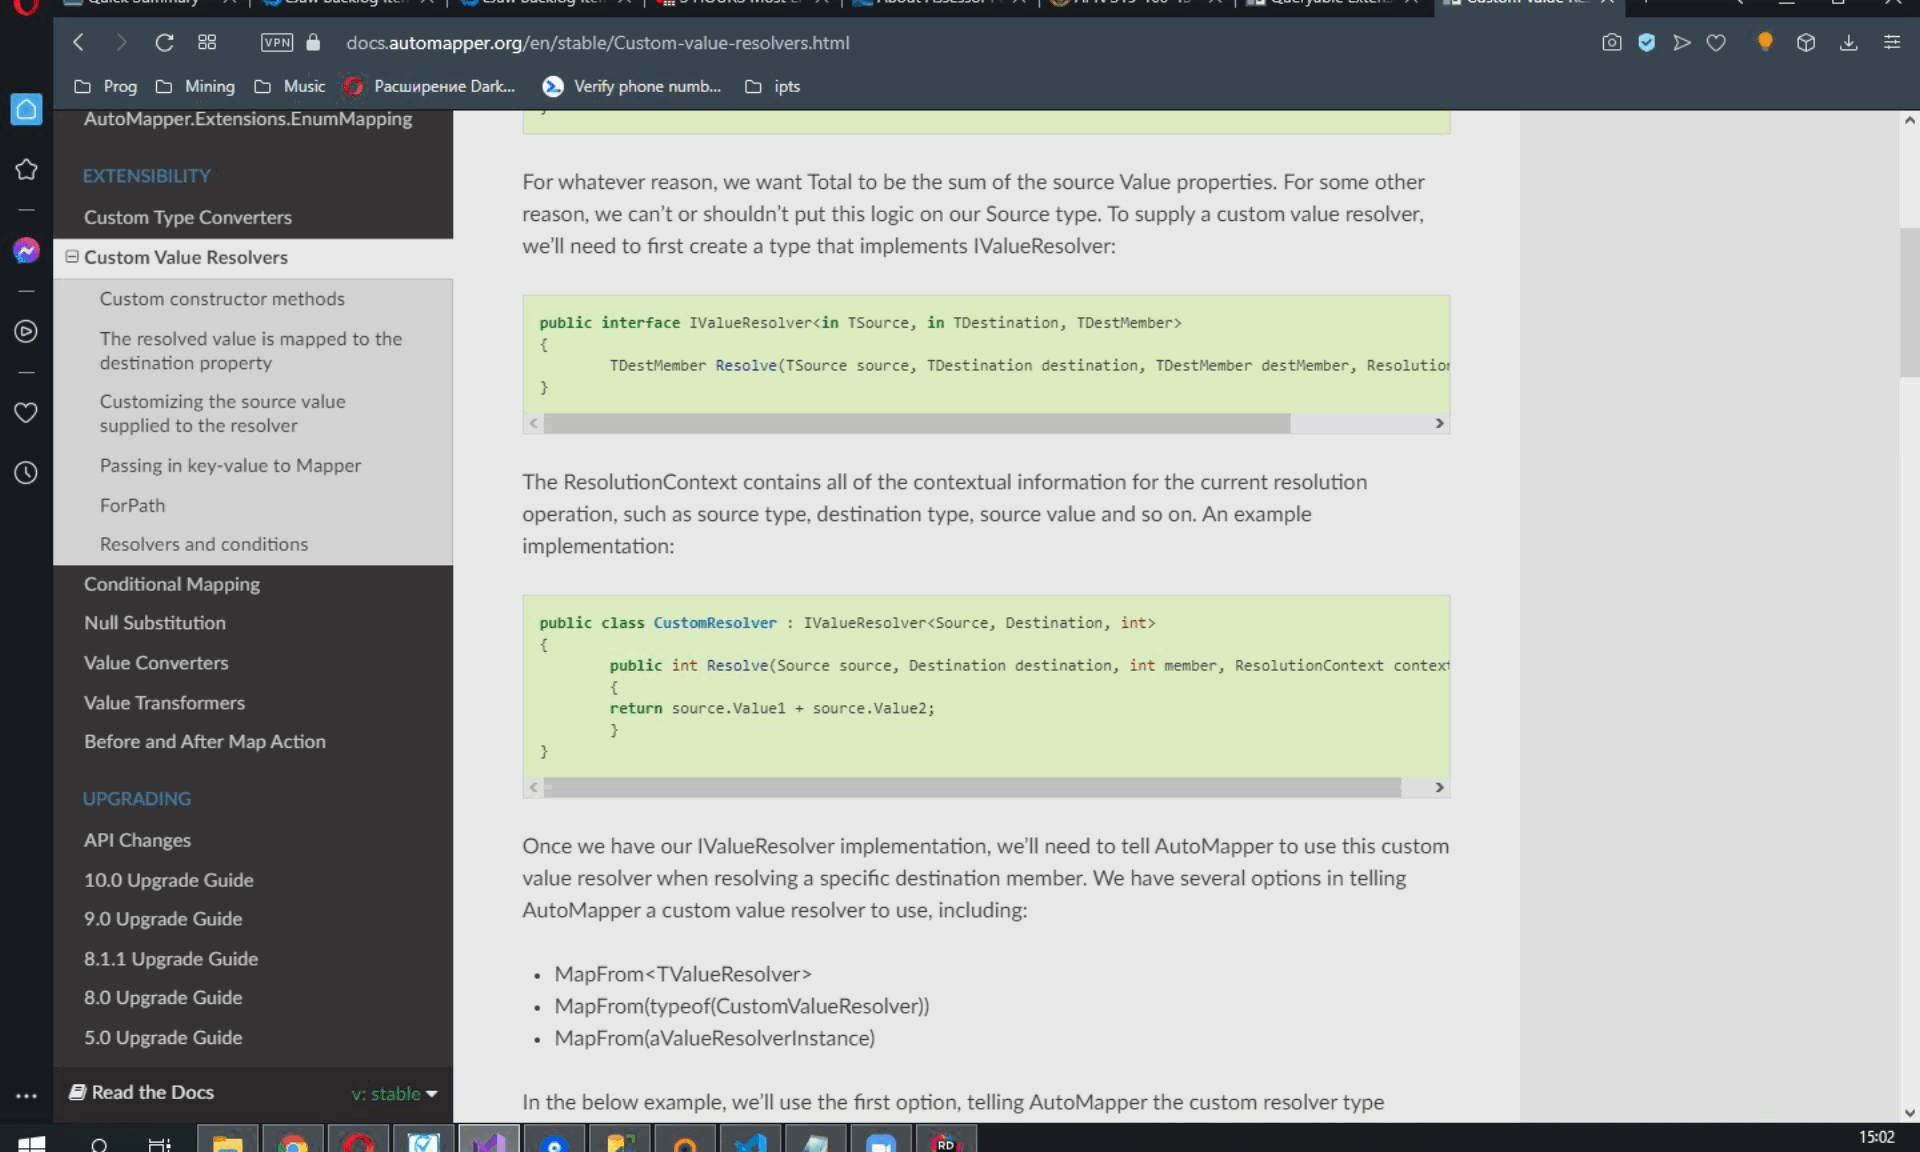 VPN
docs.automapper.org/en/stable/Custom-value-resolvers.html
Prog
Mining
Music
Расширение Dark...
Verify phone numb...
ipts
AutoMapper.Extensions.EnumMapping
EXTENSIBILITY
Custom Type Converters
Custom Value Resolvers
Custom constructor methods
The resolved value is mapped to the
destination property
Customizing the source value
supplied to the resolver
Passing in key-value to Mapper
ForPath
Resolvers and conditions
Conditional Mapping
Null Substitution
Value Converters
Value Transformers
Before and After Map Action
UPGRADING
API Changes
10.0 Upgrade Guide
9.0 Upgrade Guide
8.1.1 Upgrade Guide
8.0 Upgrade Guide
5.0 Upgrade Guide
Read the Docs
v: stable
}
For whatever reason, we want Total to be the sum of the source Value properties. For some other
reason, we can't or shouldn't put this logic on our Source type. To supply a custom value resolver,
we'll need to first create a type that implements IValueResolver:
public interface IValueResolver<in TSource, in TDestination, TDestMember>
{
TDestMember Resolve(TSource source, TDestination destination, TDestMember destMember, Resolution
}
The ResolutionContext contains all of the contextual information for the current resolution
operation, such as source type, destination type, source value and so on. An example
implementation:
public class CustomResolver : IValueResolver<Source, Destination, int>
{
public int Resolve(Source source, Destination destination, int member, ResolutionContext context
{
return source.Value1 + source.Value2;
}
}
Once we have our IValueResolver implementation, we'll need to tell AutoMapper to use this custom
value resolver when resolving a specific destination member. We have several options in telling
AutoMapper a custom value resolver to use, including:
• MapFrom<TValueResolver>
• MapFrom(typeof(CustomValueResolver))
• MapFrom(aValueResolverInstance)
In the below example, we'll use the first option, telling AutoMapper the custom resolver type
RD
15:02